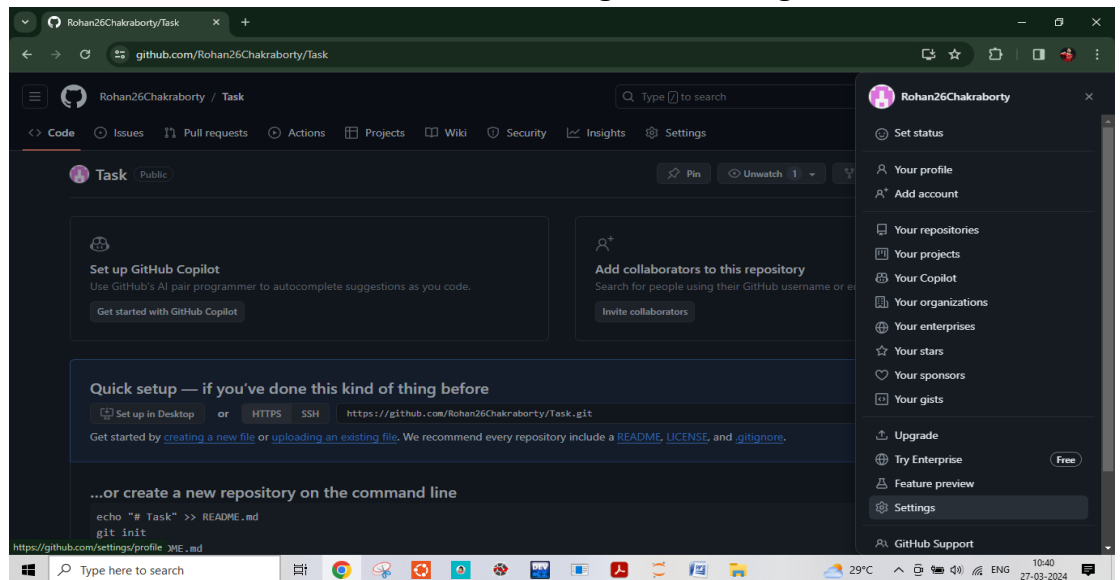 Rohan26Chakraborty/Task
github.com/Rohan26Chakraborty/Task
Rohan26Chakraborty / Task
Type / to search
Code Issues Pull requests Actions Projects Wiki Security Insights Settings
Task Public
Pin Unwatch 1
Set up GitHub Copilot
Use GitHub's AI pair programmer to autocomplete suggestions as you code.
Get started with GitHub Copilot
Add collaborators to this repository
Search for people using their GitHub username or
Invite collaborators
Quick setup — if you've done this kind of thing before
Set up in Desktop or HTTPS SSH https://github.com/Rohan26Chakraborty/Task.git
Get started by creating a new file or uploading an existing file. We recommend every repository include a README, LICENSE, and .gitignore.
...or create a new repository on the command line
echo "# Task" >> README.md
git init
https://github.com/settings/profile
Rohan26Chakraborty
Set status
Your profile
Add account
Your repositories
Your projects
Your Copilot
Your organizations
Your enterprises
Your stars
Your sponsors
Your gists
Upgrade
Try Enterprise Free
Feature preview
Settings
GitHub Support
Type here to search
DEV
29°C ENG 10:40
27-03-2024